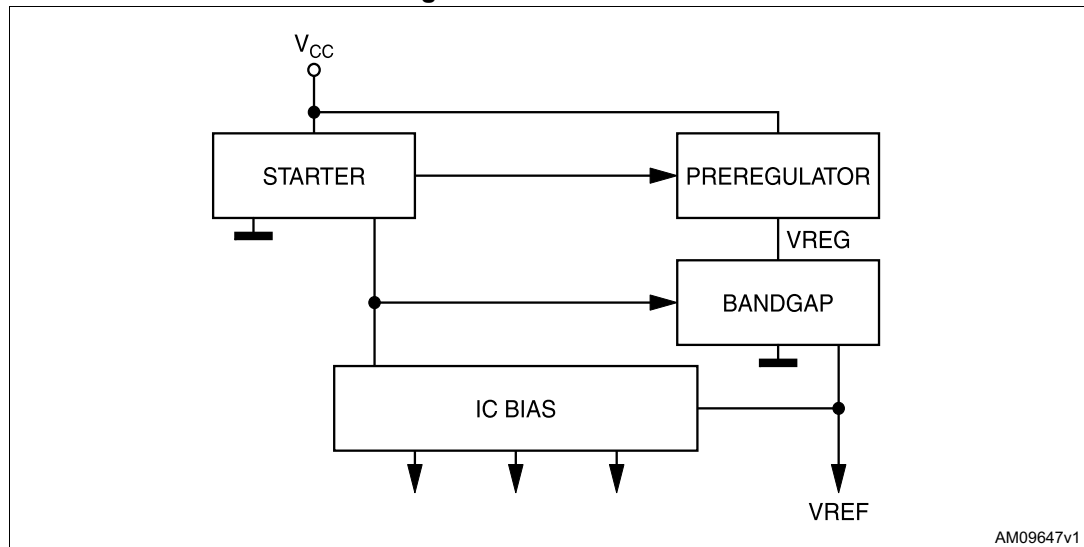 VCC
STARTER
PREREGULATOR
VREG
BANDGAP
IC BIAS
VREF
AM09647v1